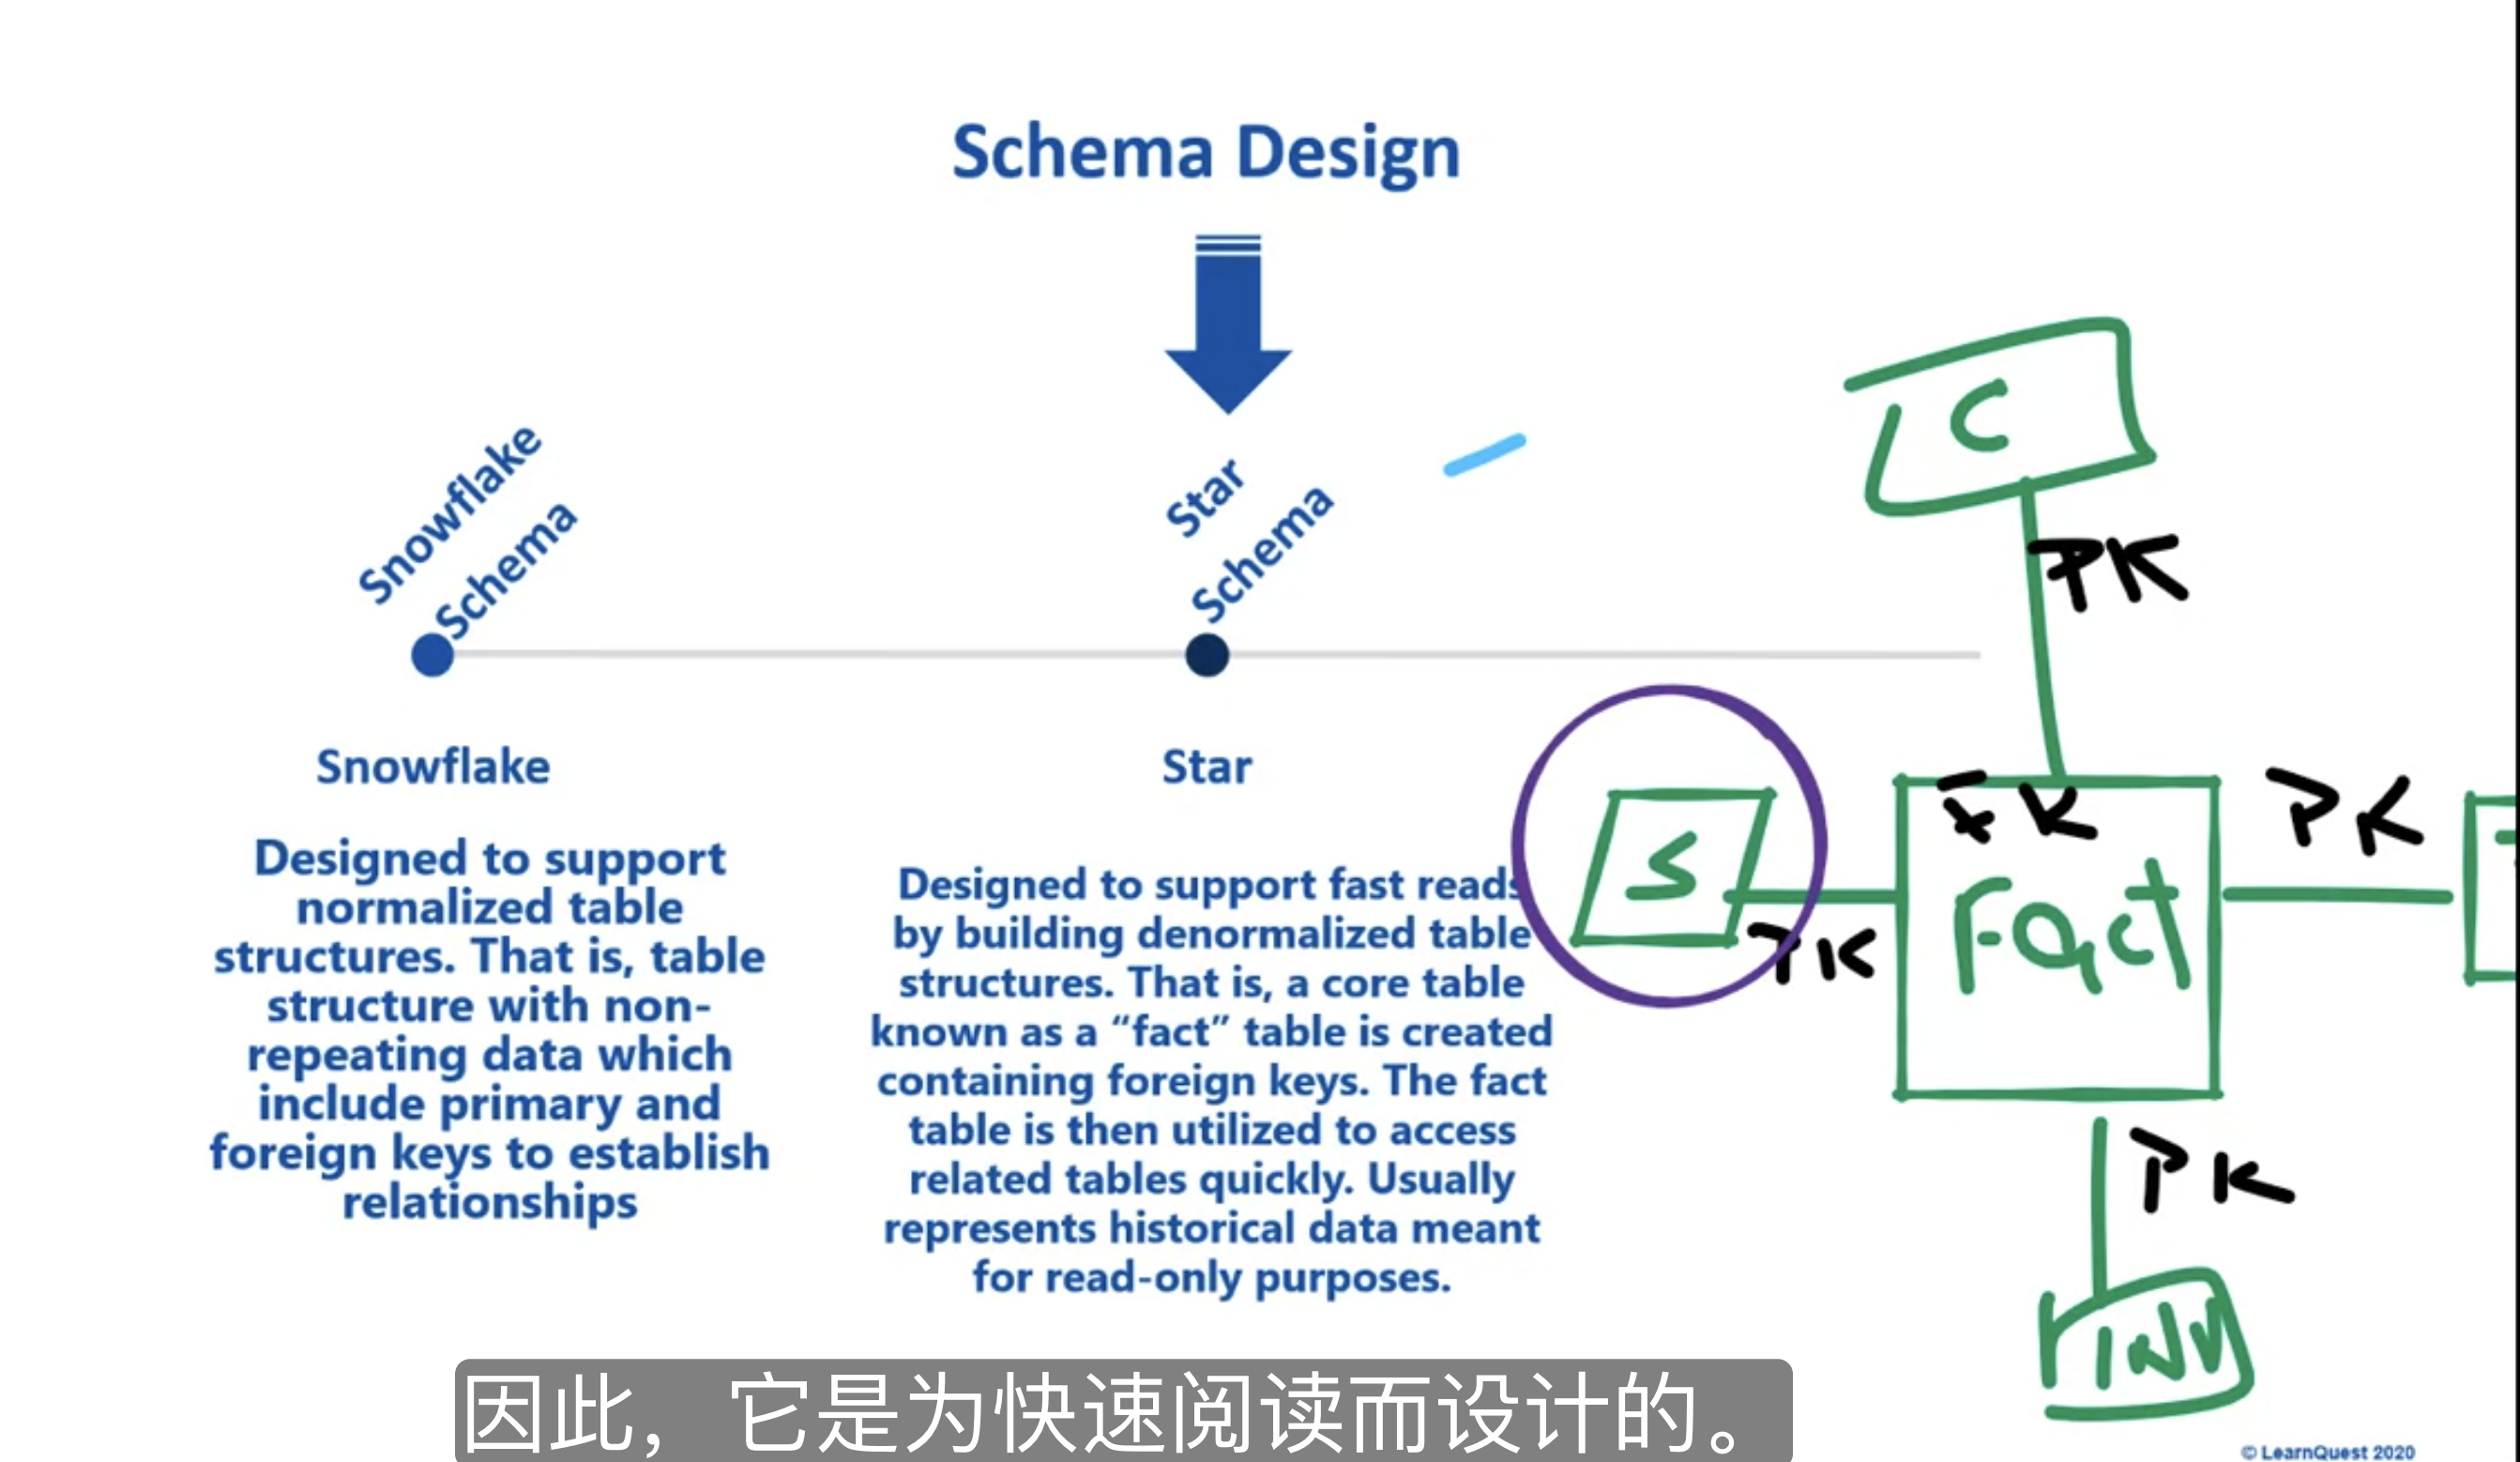 Schema Design
Snowflake
Schema
Star
Schema
Snowflake
Designed to support
normalized table
structures. That is, table
structure with non-
repeating data which
include primary and
foreign keys to establish
relationships
Star
Designed to support fast reads
by building denormalized table
structures. That is, a core table
known as a “fact” table is created
containing foreign keys. The fact
table is then utilized to access
related tables quickly. Usually
represents historical data meant
for read-only purposes.
C
PK
S
PK
FK
Fact
PK
PK
INV
因此，它是为快速阅读而设计的。
© LearnQuest 2020